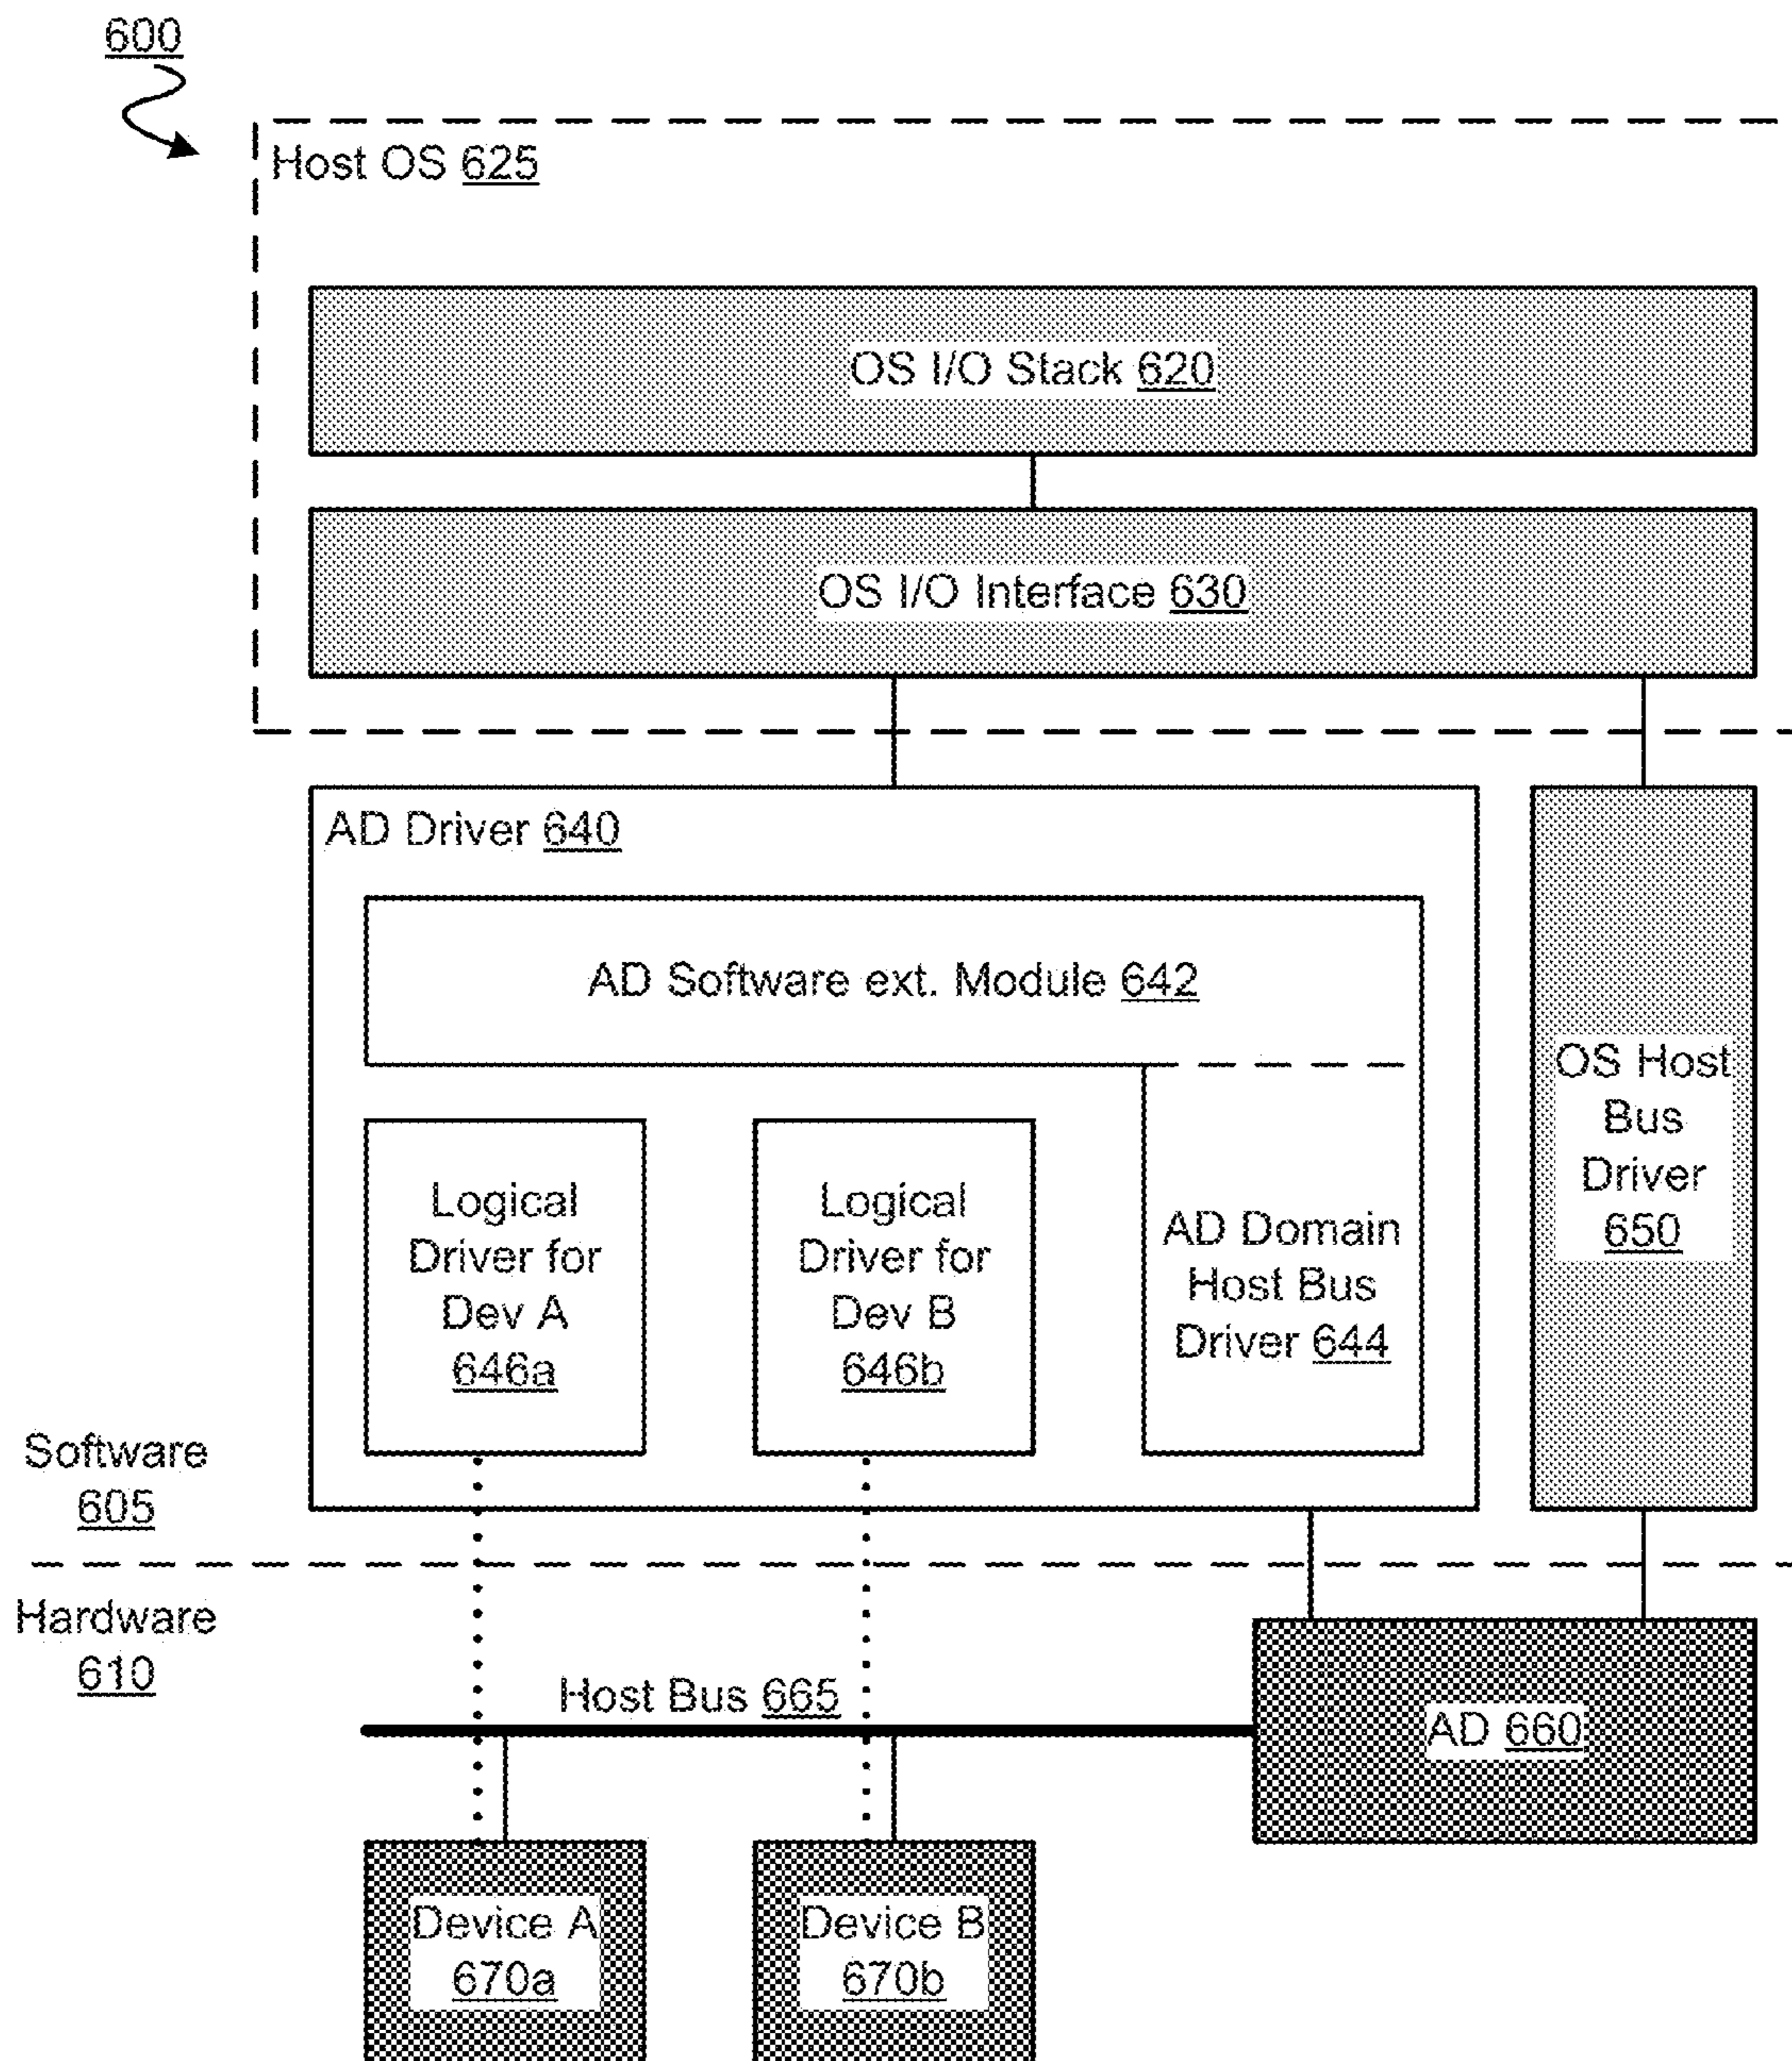 600
Host OS 625
OS I/O Stack 620
OS I/O Interface 630
AD Driver 640
AD Software ext. Module 642
Logical
Driver for
Dev A
646a
Logical
Driver for
Dev B
646b
AD Domain
Host Bus
Driver 644
OS Host
Bus
Driver
650
Software
605
Hardware
610
Host Bus 665
AD 660
Device A
670a
Device B
670b